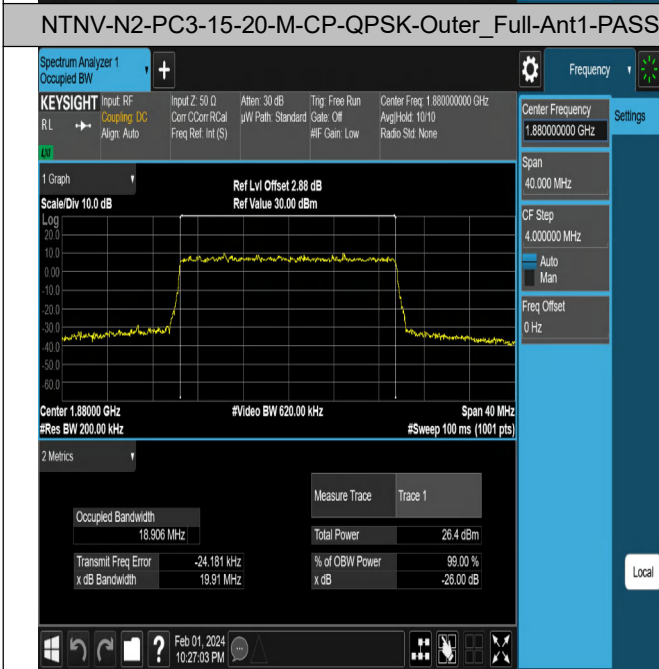 NTNV-N2-PC3-15-20-M-CP-QPSK-Outer_Full-Ant1-PASS
Spectrum Analyzer 1
Occupied BW
Frequency
KEYSIGHT
RL
LXI
Input: RF
Coupling: DC
Align: Auto
Input Z: 50 Ω
Corr CCorr RCal
Freq Ref: Int (S)
Atten: 30 dB
µW Path: Standard
Trig: Free Run
Gate: Off
#IF Gain: Low
Center Freq: 1.880000000 GHz
Avg|Hold: 10/10
Radio Std: None
Center Frequency
1.880000000 GHz
Settings
Span
40.000 MHz
CF Step
4.000000 MHz
Auto
Man
Freq Offset
0 Hz
1 Graph
Scale/Div 10.0 dB
Ref Lvl Offset 2.88 dB
Ref Value 30.00 dBm
Log
20.0
10.0
0.00
-10.0
-20.0
-30.0
-40.0
-50.0
-60.0
Center 1.88000 GHz
#Res BW 200.00 kHz
#Video BW 620.00 kHz
Span 40 MHz
#Sweep 100 ms (1001 pts)
2 Metrics
Measure Trace Trace 1
Occupied Bandwidth
18.906 MHz
Total Power 26.4 dBm
Transmit Freq Error -24.181 kHz
% of OBW Power 99.00 %
x dB Bandwidth 19.91 MHz
x dB -26.00 dB
Local
?
Feb 01, 2024
10:27:03 PM